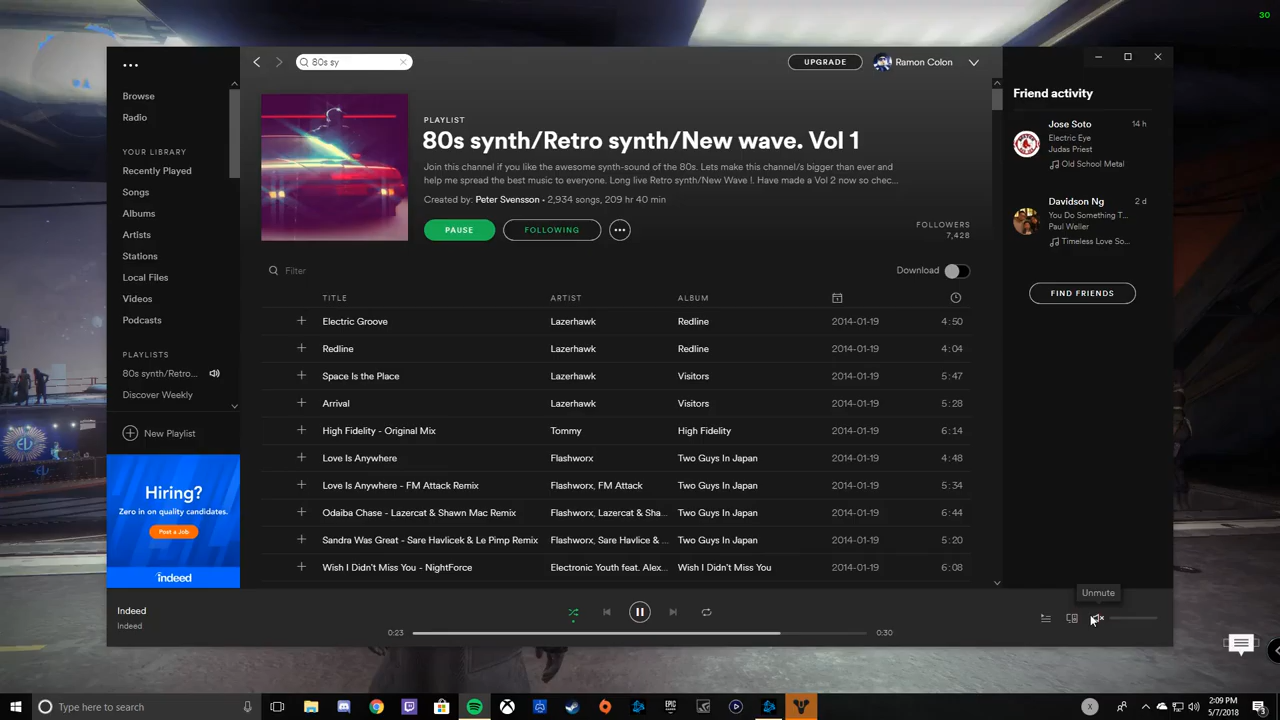 30
80s sy
UPGRADE
Ramon Colon
Browse
Radio
YOUR LIBRARY
Recently Played
Songs
Albums
Artists
Stations
Local Files
Videos
Podcasts
PLAYLISTS
80s synth/Retro...
Discover Weekly
New Playlist
Hiring?
Zero in on quality candidates.
Post a Job
indeed
PLAYLIST
80s synth/Retro synth/New wave. Vol 1
Join this channel if you like the awesome synth-sound of the 80s. Lets make this channel/s bigger than ever and
help me spread the best music to everyone. Long live Retro synth/New Wave !. Have made a Vol 2 now so chec...
Created by: Peter Svensson • 2,934 songs, 209 hr 40 min
PAUSE
FOLLOWING
FOLLOWERS
7,428
Filter
Download
TITLE ARTIST ALBUM
Electric Groove Lazerhawk Redline 2014-01-19 4:50
Redline Lazerhawk Redline 2014-01-19 4:04
Space Is the Place Lazerhawk Visitors 2014-01-19 5:47
Arrival Lazerhawk Visitors 2014-01-19 5:28
High Fidelity - Original Mix Tommy High Fidelity 2014-01-19 6:14
Love Is Anywhere Flashworx Two Guys In Japan 2014-01-19 4:48
Love Is Anywhere - FM Attack Remix Flashworx, FM Attack Two Guys In Japan 2014-01-19 5:34
Odaiba Chase - Lazercat & Shawn Mac Remix Flashworx, Lazercat & Sha... Two Guys In Japan 2014-01-19 6:44
Sandra Was Great - Sare Havlicek & Le Pimp Remix Flashworx, Sare Havlice & ... Two Guys In Japan 2014-01-19 5:20
Wish I Didn't Miss You - NightForce Electronic Youth feat. Alex... Wish I Didn't Miss You 2014-01-19 6:08
Friend activity
Jose Soto 14 h
Electric Eye
Judas Priest
Old School Metal
Davidson Ng 2 d
You Do Something T...
Paul Weller
Timeless Love So...
FIND FRIENDS
Unmute
Indeed
Indeed
0:23
0:30
Type here to search
EPIC
GAMES
2:09 PM
5/7/2018
3